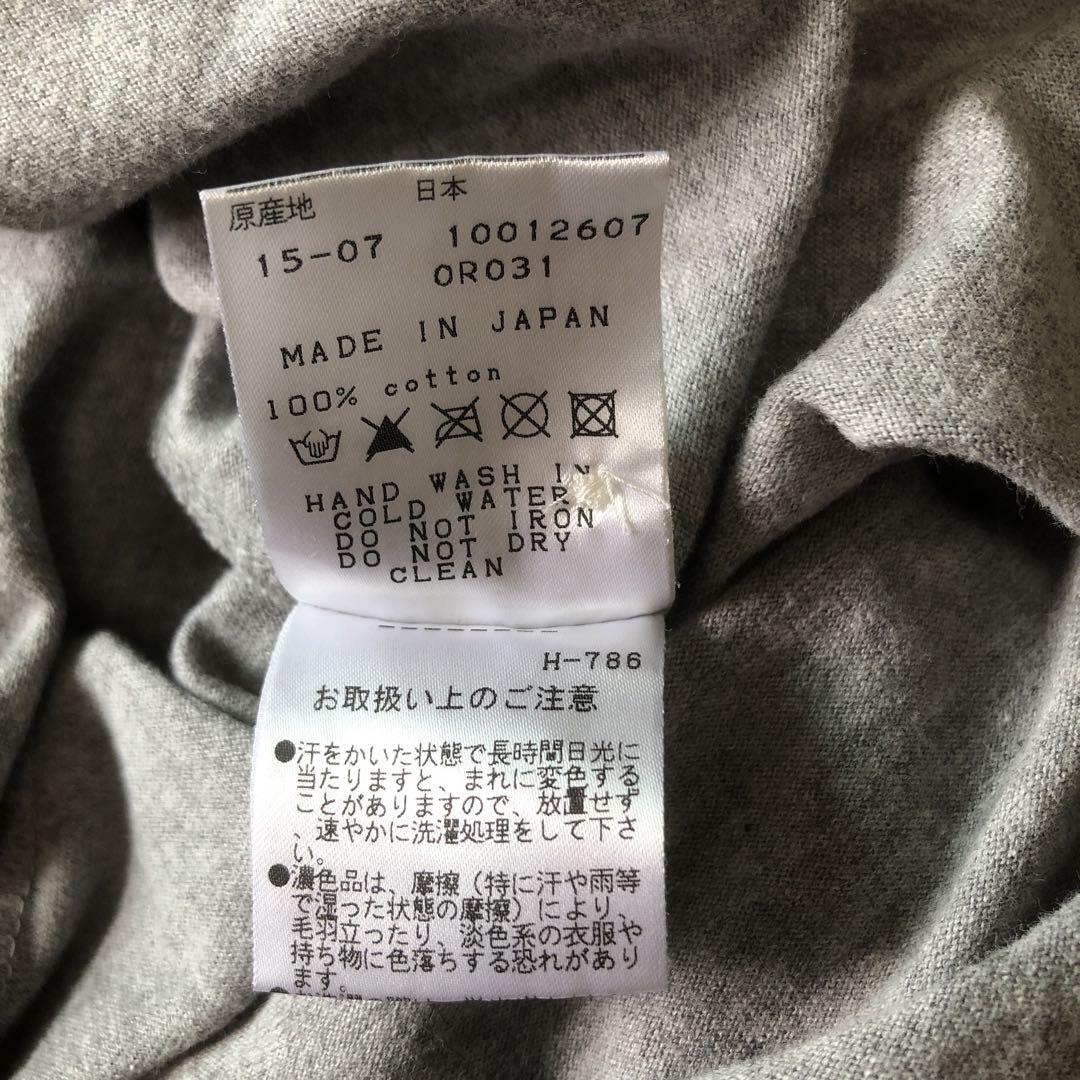 原産地 日本
15-07 10012607
0R031
MADE IN JAPAN
100% cotton
HAND WASH IN
COLD WATER
DO NOT IRON
DO NOT DRY
CLEAN
H-786
お取扱い上のご注意
●汗をかいた状態で長時間日光に
当たりますと、まれに変色する
ことがありますので、放置せず
、速やかに洗濯処理をして下さ
い。
●濃色品は、摩擦（特に汗や雨等
で湿った状態の摩擦）により、
毛羽立ったり、淡色系の衣服や
持ち物に色落ちする恐れがあり
ます。